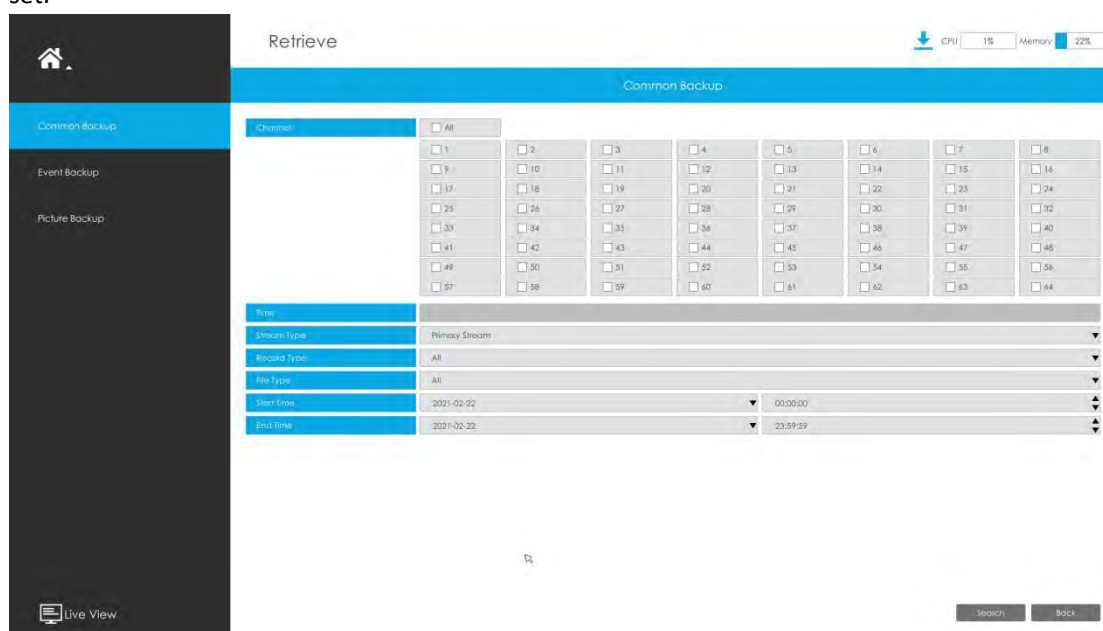 set.
Retrieve
CPU 1% Memory 22%
Common Backup
Common Backup
Event Backup
Picture Backup
Channel All
1 2 3 4 5 6 7 8
9 10 11 12 13 14 15 16
17 18 19 20 21 22 23 24
25 26 27 28 29 30 31 32
33 34 35 36 37 38 39 40
41 42 43 44 45 46 47 48
49 50 51 52 53 54 55 56
57 58 59 60 61 62 63 64
Time
Stream Type Primary Stream
Record Type All
File Type All
Start Time 2021-02-22 00:00:00
End Time 2021-02-22 23:59:59
Live View
Search Back